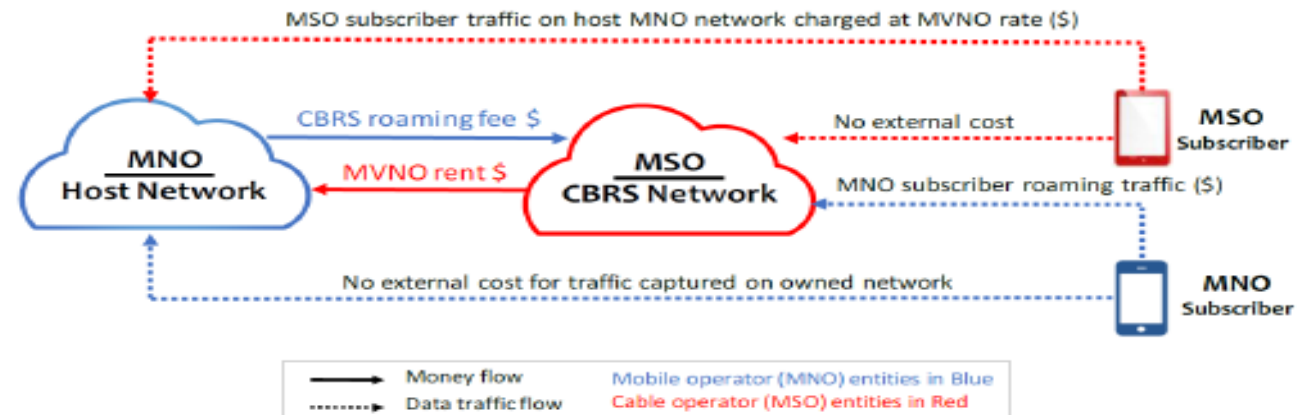 MSO subscriber traffic on host MNO network charged at MVNO rate ($)
CBRS roaming fee $
MNO
Host Network
MVNO rent $
MSO
CBRS Network
No external cost
MSO
Subscriber
MNO subscriber roaming traffic ($)
No external cost for traffic captured on owned network
MNO
Subscriber
Money flow
Mobile operator (MNO) entities in Blue
Data traffic flow
Cable operator (MSO) entities in Red